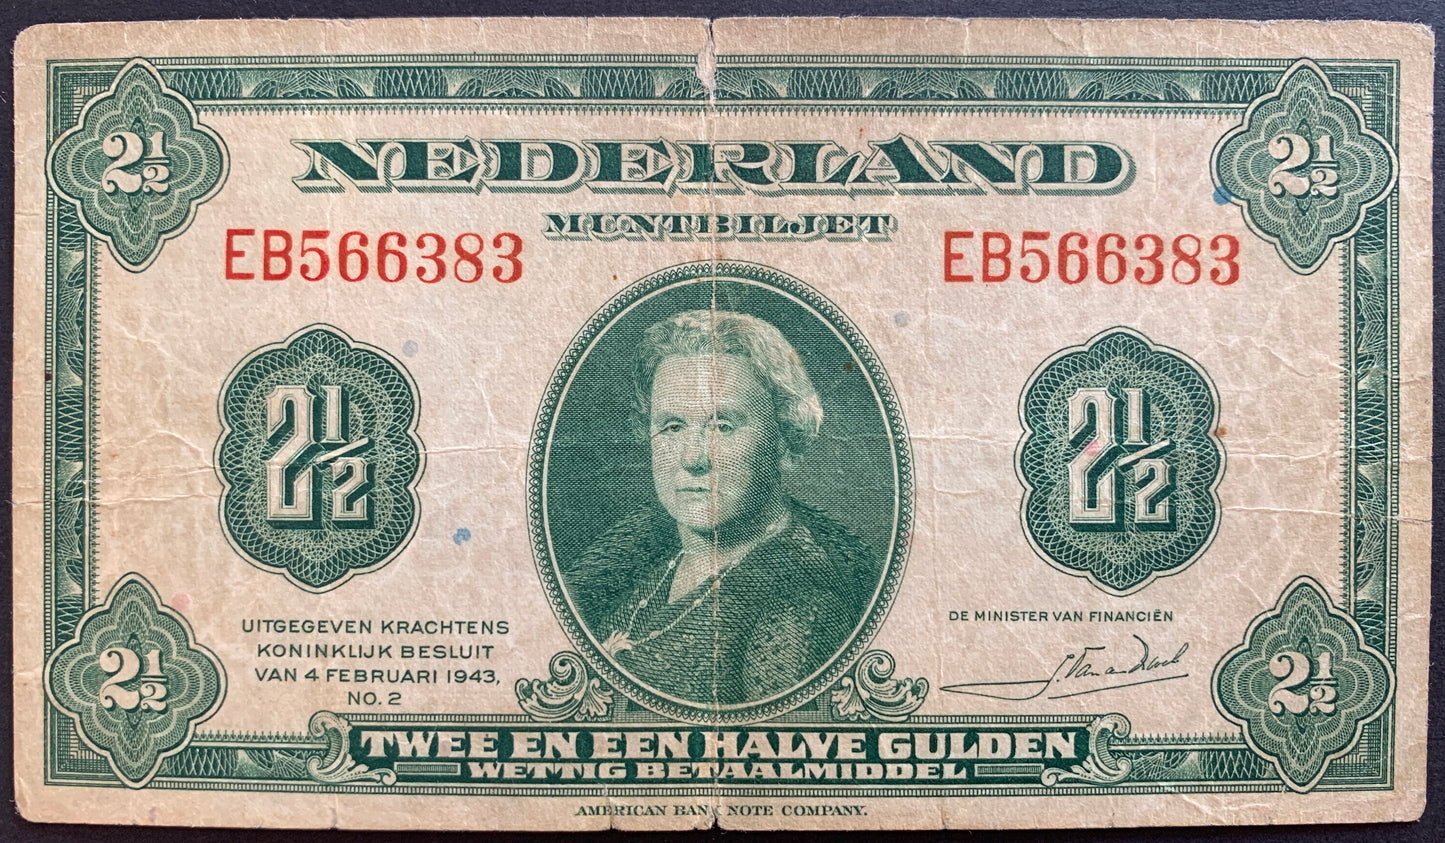 2½ 2½
NEDERLAND
MUNTBILJET
EB566383 EB566383
2½ 2½
UITGEGEVEN KRACHTENS
KONINKLIJK BESLUIT
VAN 4 FEBRUARI 1943,
NO. 2
DE MINISTER VAN FINANCIËN
2½ 2½
TWEE EN EEN HALVE GULDEN
WETTIG BETAALMIDDEL
AMERICAN BANK NOTE COMPANY.